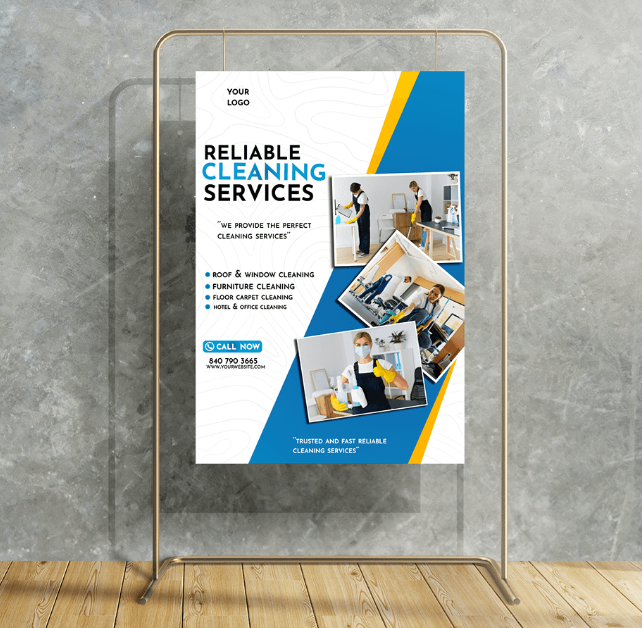 YOUR
LOGO
RELIABLE
CLEANING
SERVICES
"WE PROVIDE THE PERFECT
CLEANING SERVICES"
ROOF & WINDOW CLEANING
FURNITURE CLEANING
FLOOR CARPET CLEANING
HOTEL & OFFICE CLEANING
CALL NOW
840 790 3665
WWW.YOURWEBSITE.COM
"TRUSTED AND FAST RELIABLE
CLEANING SERVICES"